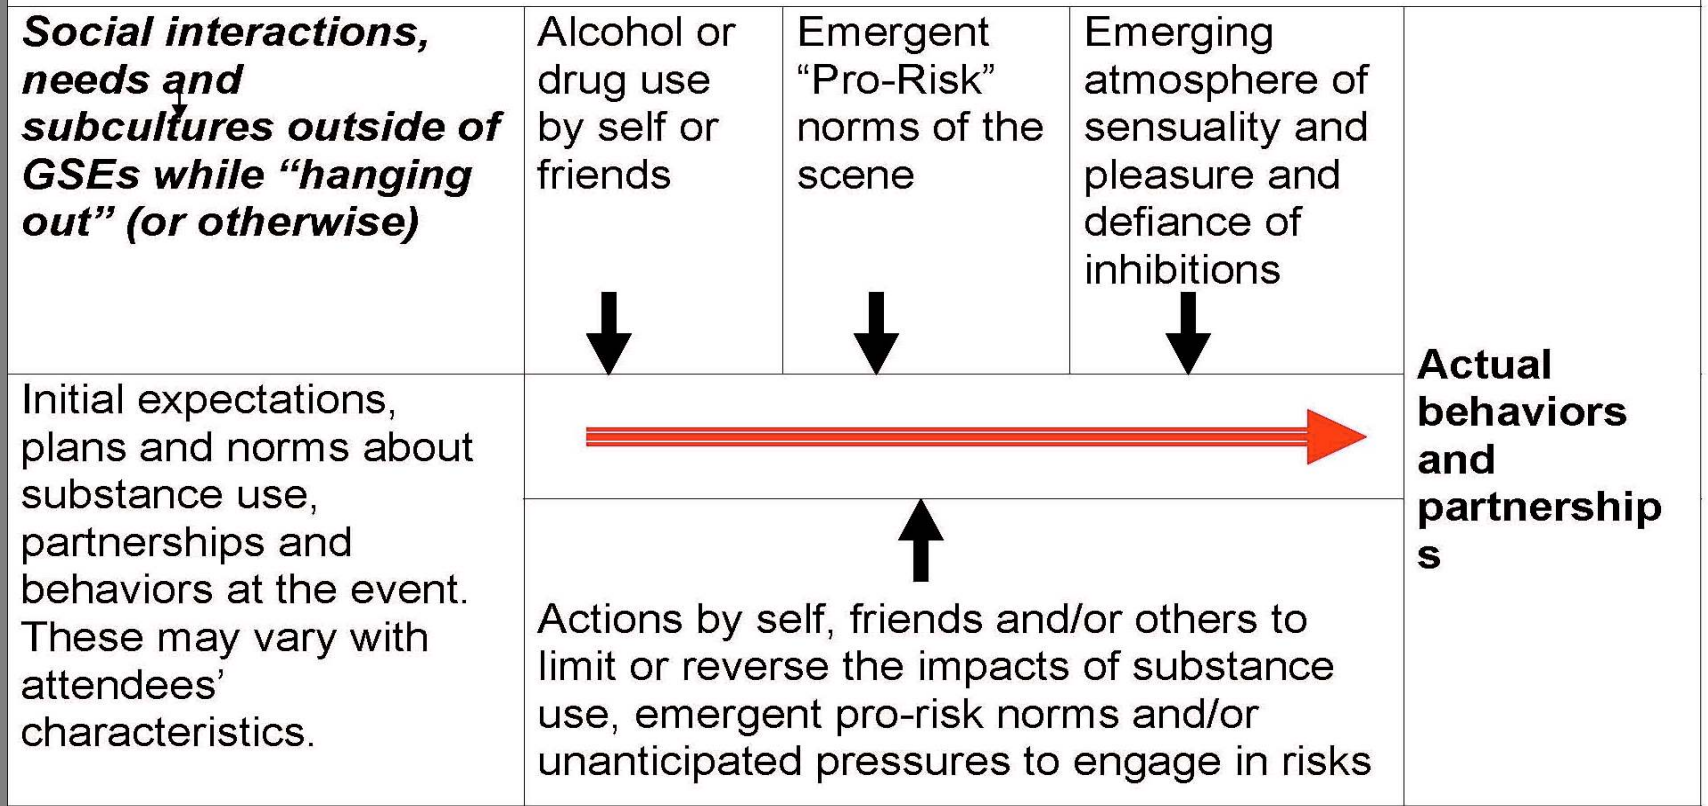 Social interactions,
needs and
subcultures outside of
GSEs while “hanging
out” (or otherwise)
Alcohol or
drug use
by self or
friends
Emergent
“Pro-Risk”
norms of the
scene
Emerging
atmosphere of
sensuality and
pleasure and
defiance of
inhibitions
Initial expectations,
plans and norms about
substance use,
partnerships and
behaviors at the event.
These may vary with
attendees’
characteristics.
Actions by self, friends and/or others to
limit or reverse the impacts of substance
use, emergent pro-risk norms and/or
unanticipated pressures to engage in risks
Actual
behaviors
and
partnership
s